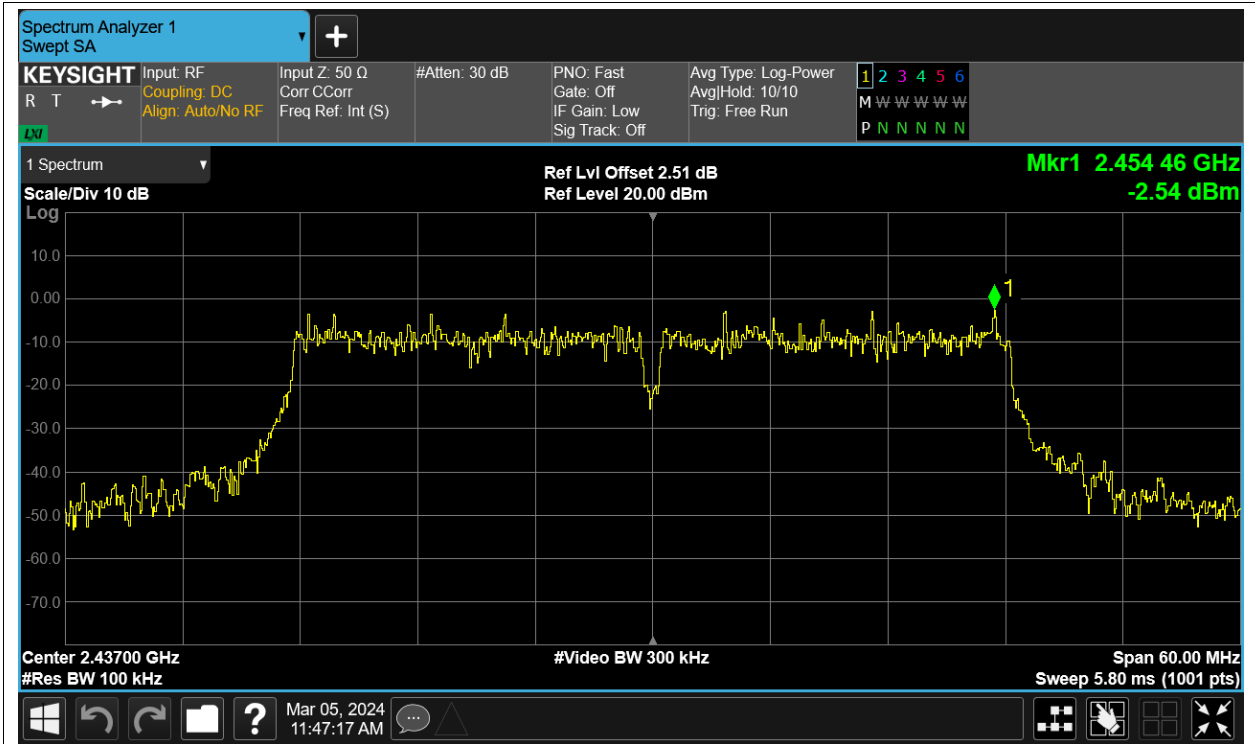 Spectrum Analyzer 1
Swept SA
KEYSIGHT
R T
LXI
Input: RF
Coupling: DC
Align: Auto/No RF
Input Z: 50 Ω
Corr CCorr
Freq Ref: Int (S)
#Atten: 30 dB
PNO: Fast
Gate: Off
IF Gain: Low
Sig Track: Off
Avg Type: Log-Power
Avg|Hold: 10/10
Trig: Free Run
1 2 3 4 5 6
M W W W W W
P N N N N N
1 Spectrum
Scale/Div 10 dB
Log
Ref Lvl Offset 2.51 dB
Ref Level 20.00 dBm
Mkr1 2.454 46 GHz
-2.54 dBm
10.0
0.00
1
-10.0
-20.0
-30.0
-40.0
-50.0
-60.0
-70.0
Center 2.43700 GHz
#Video BW 300 kHz
Span 60.00 MHz
#Res BW 100 kHz
Sweep 5.80 ms (1001 pts)
?
Mar 05, 2024
11:47:17 AM